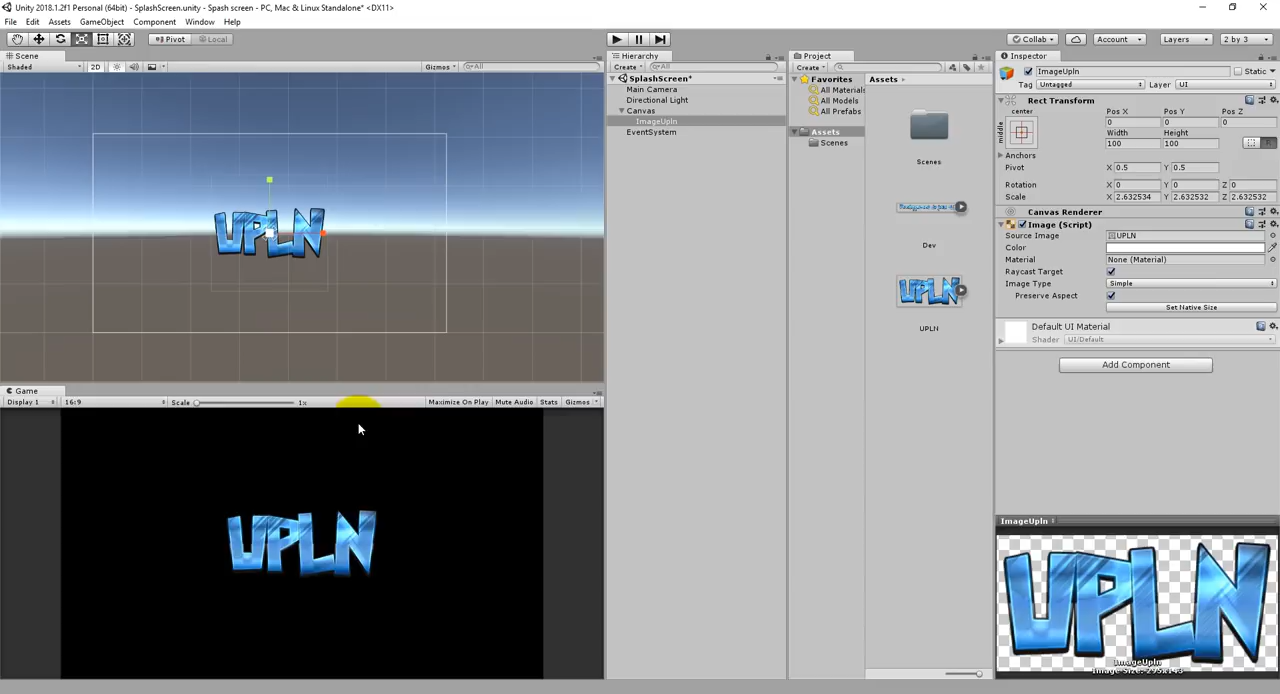 Unity 2018.1.2f1 Personal (64bit) - SplashScreen.unity - Spash screen - PC, Mac & Linux Standalone* <DX11>
File Edit Assets GameObject Component Window Help
Pivot Local Collab Account Layers 2 by 3
Scene
Shaded 2D Gizmos All
UPLN
Game
Display 1 16:9 Scale 1x Maximize On Play Mute Audio Stats Gizmos
UPLN
Hierarchy
Create All
SplashScreen*
Main Camera
Directional Light
Canvas
ImageUpln
EventSystem
Project
Create
Favorites
All Materials
All Models
All Prefabs
Assets
Scenes
Assets
Scenes
Dev
UPLN
UPLN
Inspector
ImageUpln Static
Tag Untagged Layer UI
Rect Transform
center
middle
Pos X Pos Y Pos Z
0 0 0
Width Height
100 100
Anchors
Pivot X 0.5 Y 0.5
Rotation X 0 Y 0 Z 0
Scale X 2.632534 Y 2.632532 Z 2.632532
Canvas Renderer
Image (Script)
Source Image UPLN
Color
Material None (Material)
Raycast Target
Image Type Simple
Preserve Aspect
Set Native Size
Default UI Material
Shader UI/Default
Add Component
ImageUpln
UPLN
ImageUpln
Image Size: 295x143